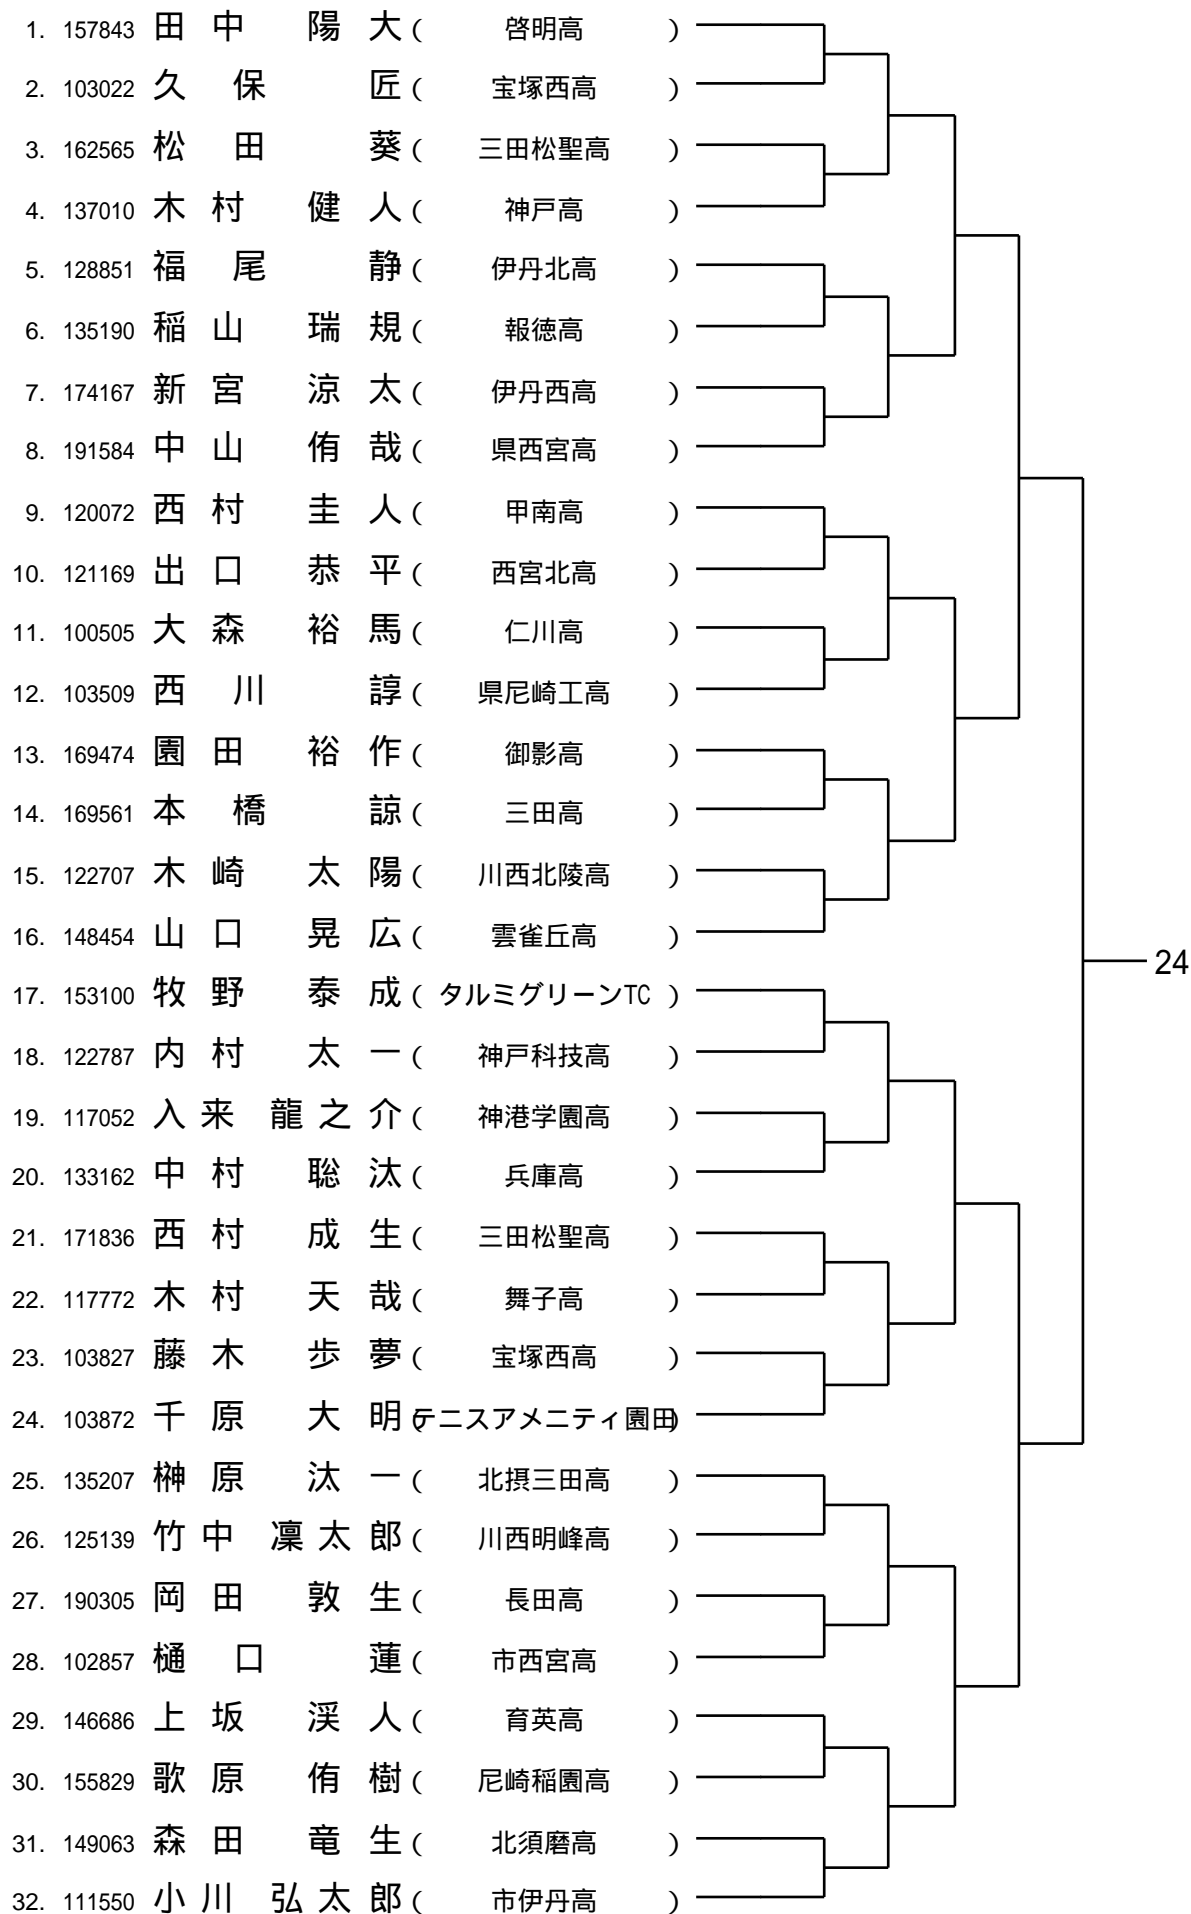 1. 157843 田中 陽大 ( 啓明高 )
2. 103022 久保 匠 ( 宝塚西高 )
3. 162565 松田 葵 ( 三田松聖高 )
4. 137010 木村 健人 ( 神戸高 )
5. 128851 福尾 静 ( 伊丹北高 )
6. 135190 稲山 瑞規 ( 報徳高 )
7. 174167 新宮 涼太 ( 伊丹西高 )
8. 191584 中山 侑哉 ( 県西宮高 )
9. 120072 西村 圭人 ( 甲南高 )
10. 121169 出口 恭平 ( 西宮北高 )
11. 100505 大森 裕馬 ( 仁川高 )
12. 103509 西川 諄 ( 県尼崎工高 )
13. 169474 園田 裕作 ( 御影高 )
14. 169561 本橋 諒 ( 三田高 )
15. 122707 木崎 太陽 ( 川西北陵高 )
16. 148454 山口 晃広 ( 雲雀丘高 )
24
17. 153100 牧野 泰成 ( タルミグリーンTC )
18. 122787 内村 太一 ( 神戸科技高 )
19. 117052 入来 龍之介 ( 神港学園高 )
20. 133162 中村 聡汰 ( 兵庫高 )
21. 171836 西村 成生 ( 三田松聖高 )
22. 117772 木村 天哉 ( 舞子高 )
23. 103827 藤木 歩夢 ( 宝塚西高 )
24. 103872 千原 大明 ( テニスアメニティ園田 )
25. 135207 榊原 汰一 ( 北摂三田高 )
26. 125139 竹中 凜太郎 ( 川西明峰高 )
27. 190305 岡田 敦生 ( 長田高 )
28. 102857 樋口 蓮 ( 市西宮高 )
29. 146686 上坂 渓人 ( 育英高 )
30. 155829 歌原 侑樹 ( 尼崎稲園高 )
31. 149063 森田 竜生 ( 北須磨高 )
32. 111550 小川 弘太郎 ( 市伊丹高 )